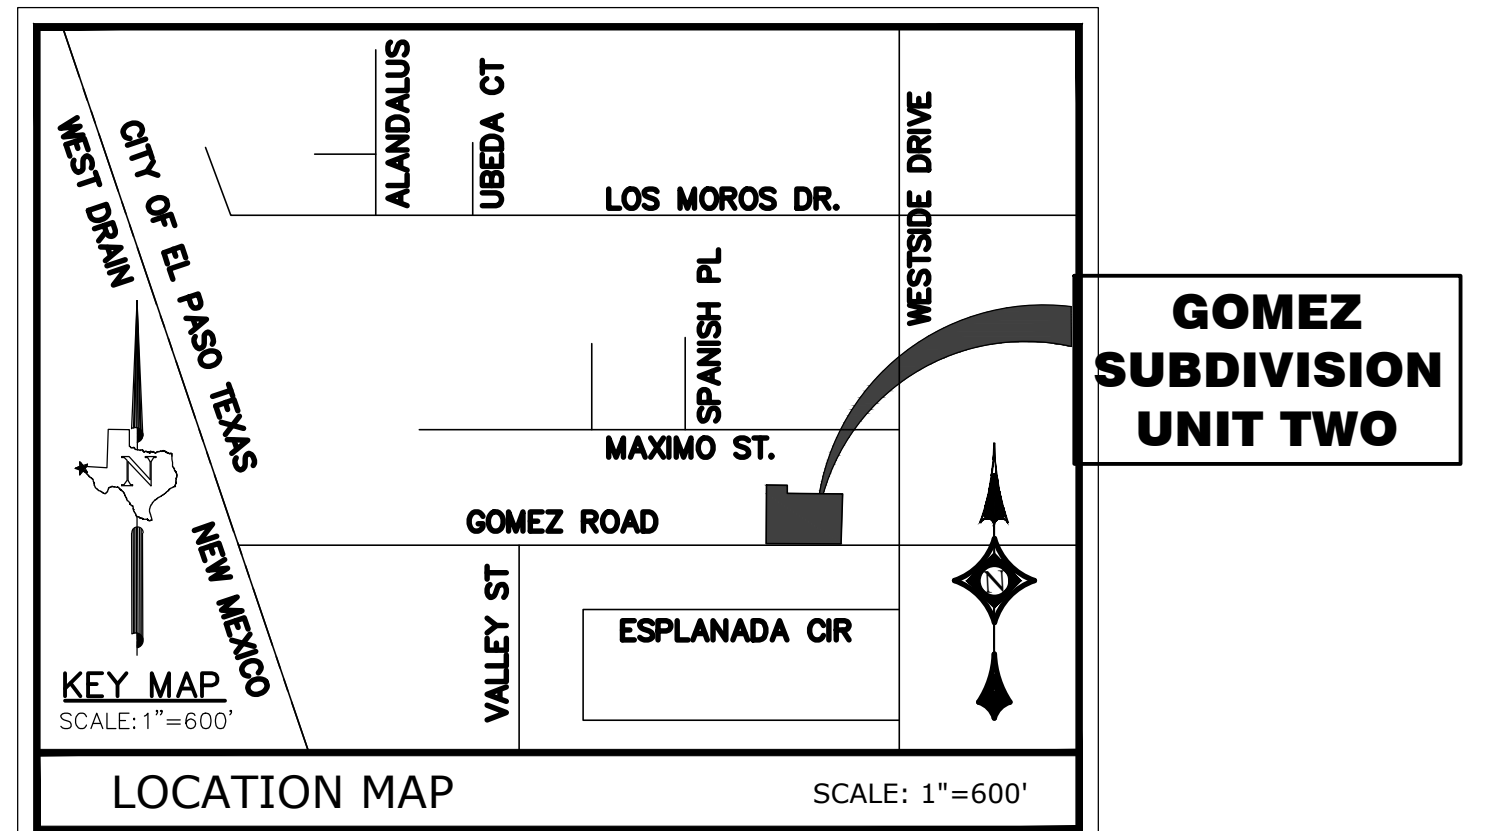 ALANDALUS
UBEDA CT
WESTSIDE DRIVE
WEST DRAIN
CITY OF EL PASO TEXAS
LOS MOROS DR.
SPANISH PL
GOMEZ
SUBDIVISION
UNIT TWO
MAXIMO ST.
N
GOMEZ ROAD
NEW MEXICO
VALLEY ST
N
ESPLANADA CIR
KEY MAP
SCALE: 1"=600'
LOCATION MAP
SCALE: 1"=600'